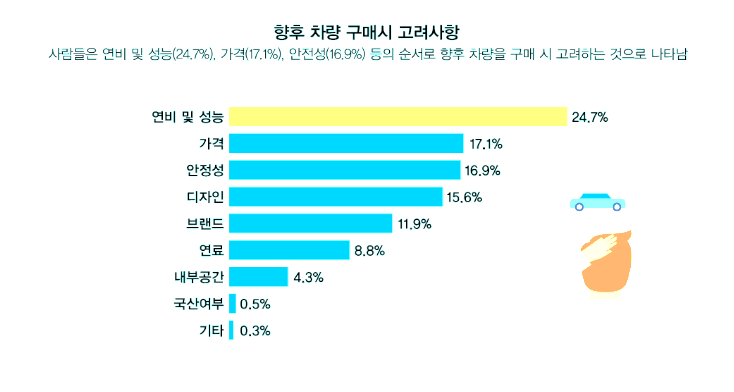 향후 차량 구매시 고려사항
사람들은 연비 및 성능(24.7%), 가격(17.1%), 안전성(16.9%) 등의 순서로 향후 차량을 구매 시 고려하는 것으로 나타남
연비 및 성능 24.7%
가격 17.1%
안정성 16.9%
디자인 15.6%
브랜드 11.9%
연료 8.8%
내부공간 4.3%
국산여부 0.5%
기타 0.3%